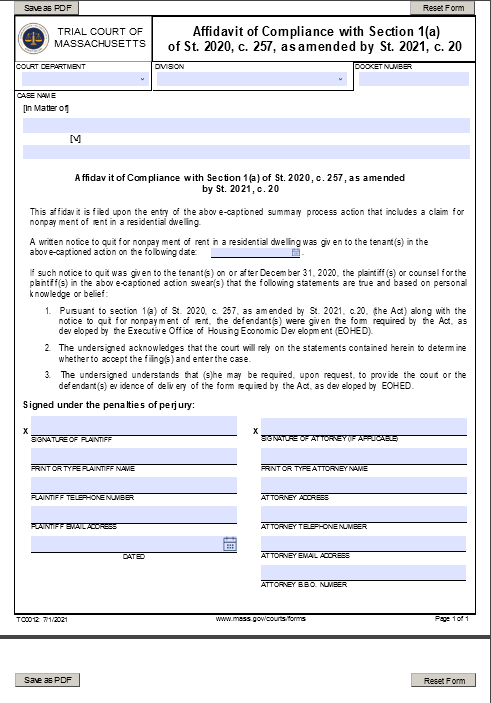 Save as PDF
Reset Form
TRIAL COURT OF
MASSACHUSETTS
Affidavit of Compliance with Section 1(a)
of St. 2020, c. 257, as amended by St. 2021, c. 20
COURT DEPARTMENT
DIVISION
DOCKET NUMBER
CASE NAME
[In Matter of]
[V]
Affidavit of Compliance with Section 1(a) of St. 2020, c. 257, as amended
by St. 2021, c. 20
This affidavit is filed upon the entry of the above-captioned summary process action that includes a claim for
nonpayment of rent in a residential dwelling.
A written notice to quit for nonpayment of rent in a residential dwelling was given to the tenant(s) in the
above-captioned action on the following date:
.
If such notice to quit was given to the tenant(s) on or after December 31, 2020, the plaintiff(s) or counsel for the
plaintiff(s) in the above-captioned action swear(s) that the following statements are true and based on personal
knowledge or belief:
1. Pursuant to section 1(a) of St. 2020, c. 257, as amended by St. 2021, c.20, (the Act) along with the
notice to quit for nonpayment of rent, the defendant(s) were given the form required by the Act, as
developed by the Executive Office of Housing Economic Development (EOHED).
2. The undersigned acknowledges that the court will rely on the statements contained herein to determine
whether to accept the filing(s) and enter the case.
3. The undersigned understands that (s)he may be required, upon request, to provide the court or the
defendant(s) evidence of delivery of the form required by the Act, as developed by EOHED.
Signed under the penalties of perjury:
X
X
SIGNATURE OF PLAINTIFF
SIGNATURE OF ATTORNEY (IF APPLICABLE)
PRINT OR TYPE PLAINTIFF NAME
PRINT OR TYPE ATTORNEY NAME
PLAINTIFF TELEPHONE NUMBER
ATTORNEY ADDRESS
PLAINTIFF EMAIL ADDRESS
ATTORNEY TELEPHONE NUMBER
DATED
ATTORNEY EMAIL ADDRESS
ATTORNEY B.B.O. NUMBER
TC0012 7/1/2021
www.mass.gov/courts/forms
Page 1 of 1
Save as PDF
Reset Form